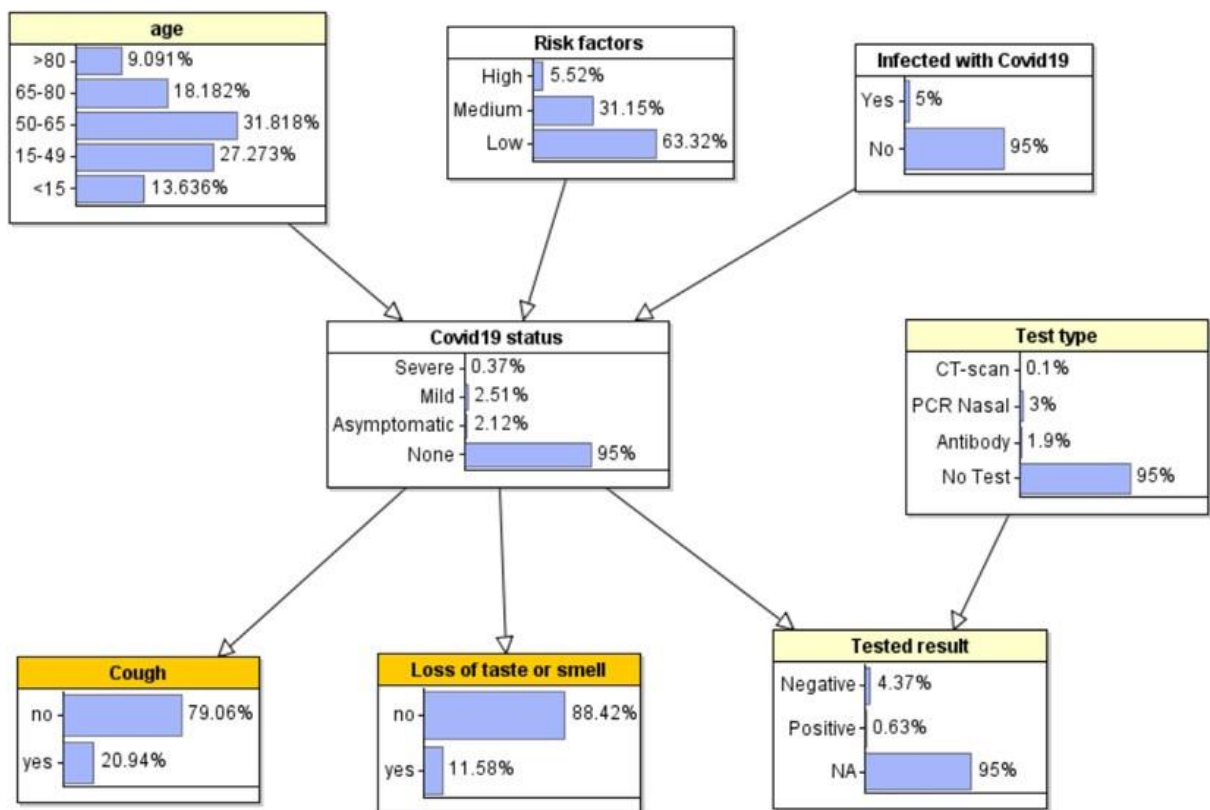 age
>80 9.091%
65-80 18.182%
50-65 31.818%
15-49 27.273%
<15 13.636%
Risk factors
High 5.52%
Medium 31.15%
Low 63.32%
Infected with Covid19
Yes 5%
No 95%
Covid19 status
Severe 0.37%
Mild 2.51%
Asymptomatic 2.12%
None 95%
Test type
CT-scan 0.1%
PCR Nasal 3%
Antibody 1.9%
No Test 95%
Cough
no 79.06%
yes 20.94%
Loss of taste or smell
no 88.42%
yes 11.58%
Tested result
Negative 4.37%
Positive 0.63%
NA 95%